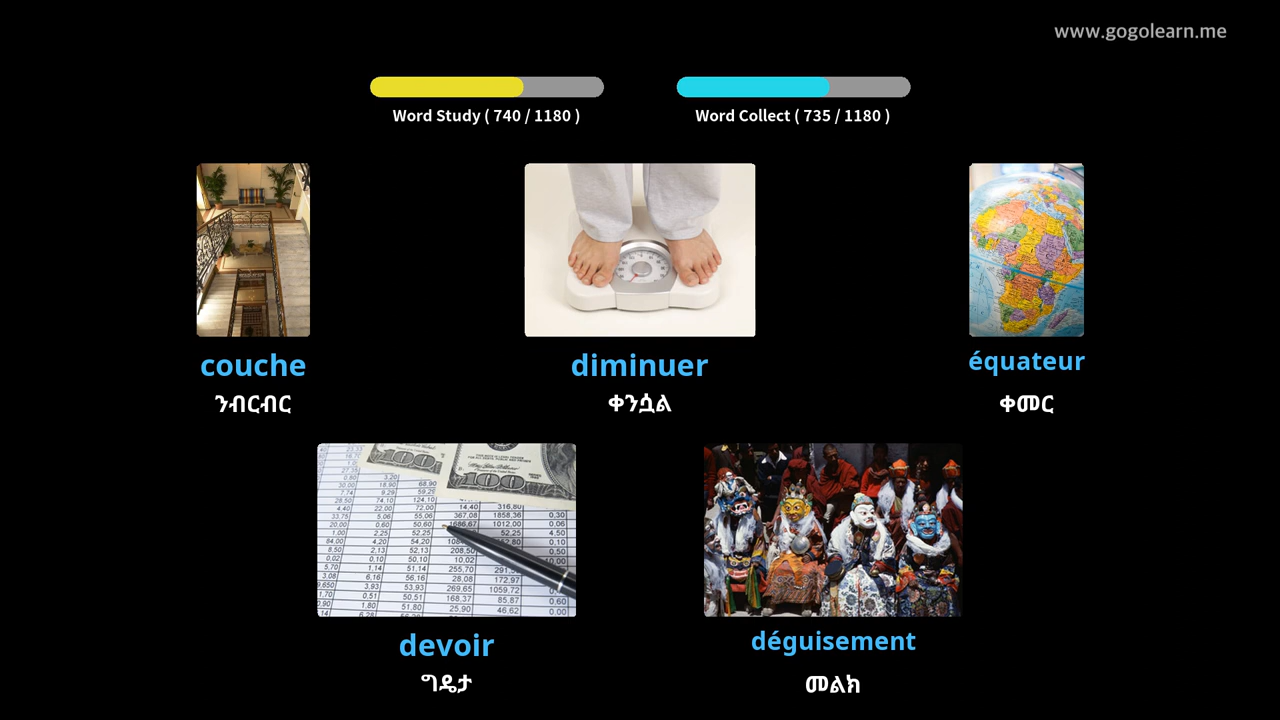 www.gogolearn.me
Word Study ( 740 / 1180 )
Word Collect ( 735 / 1180 )
couche
ንብርብር
diminuer
ቀንሷል
équateur
ቀመር
devoir
ግዴታ
déguisement
መልክ